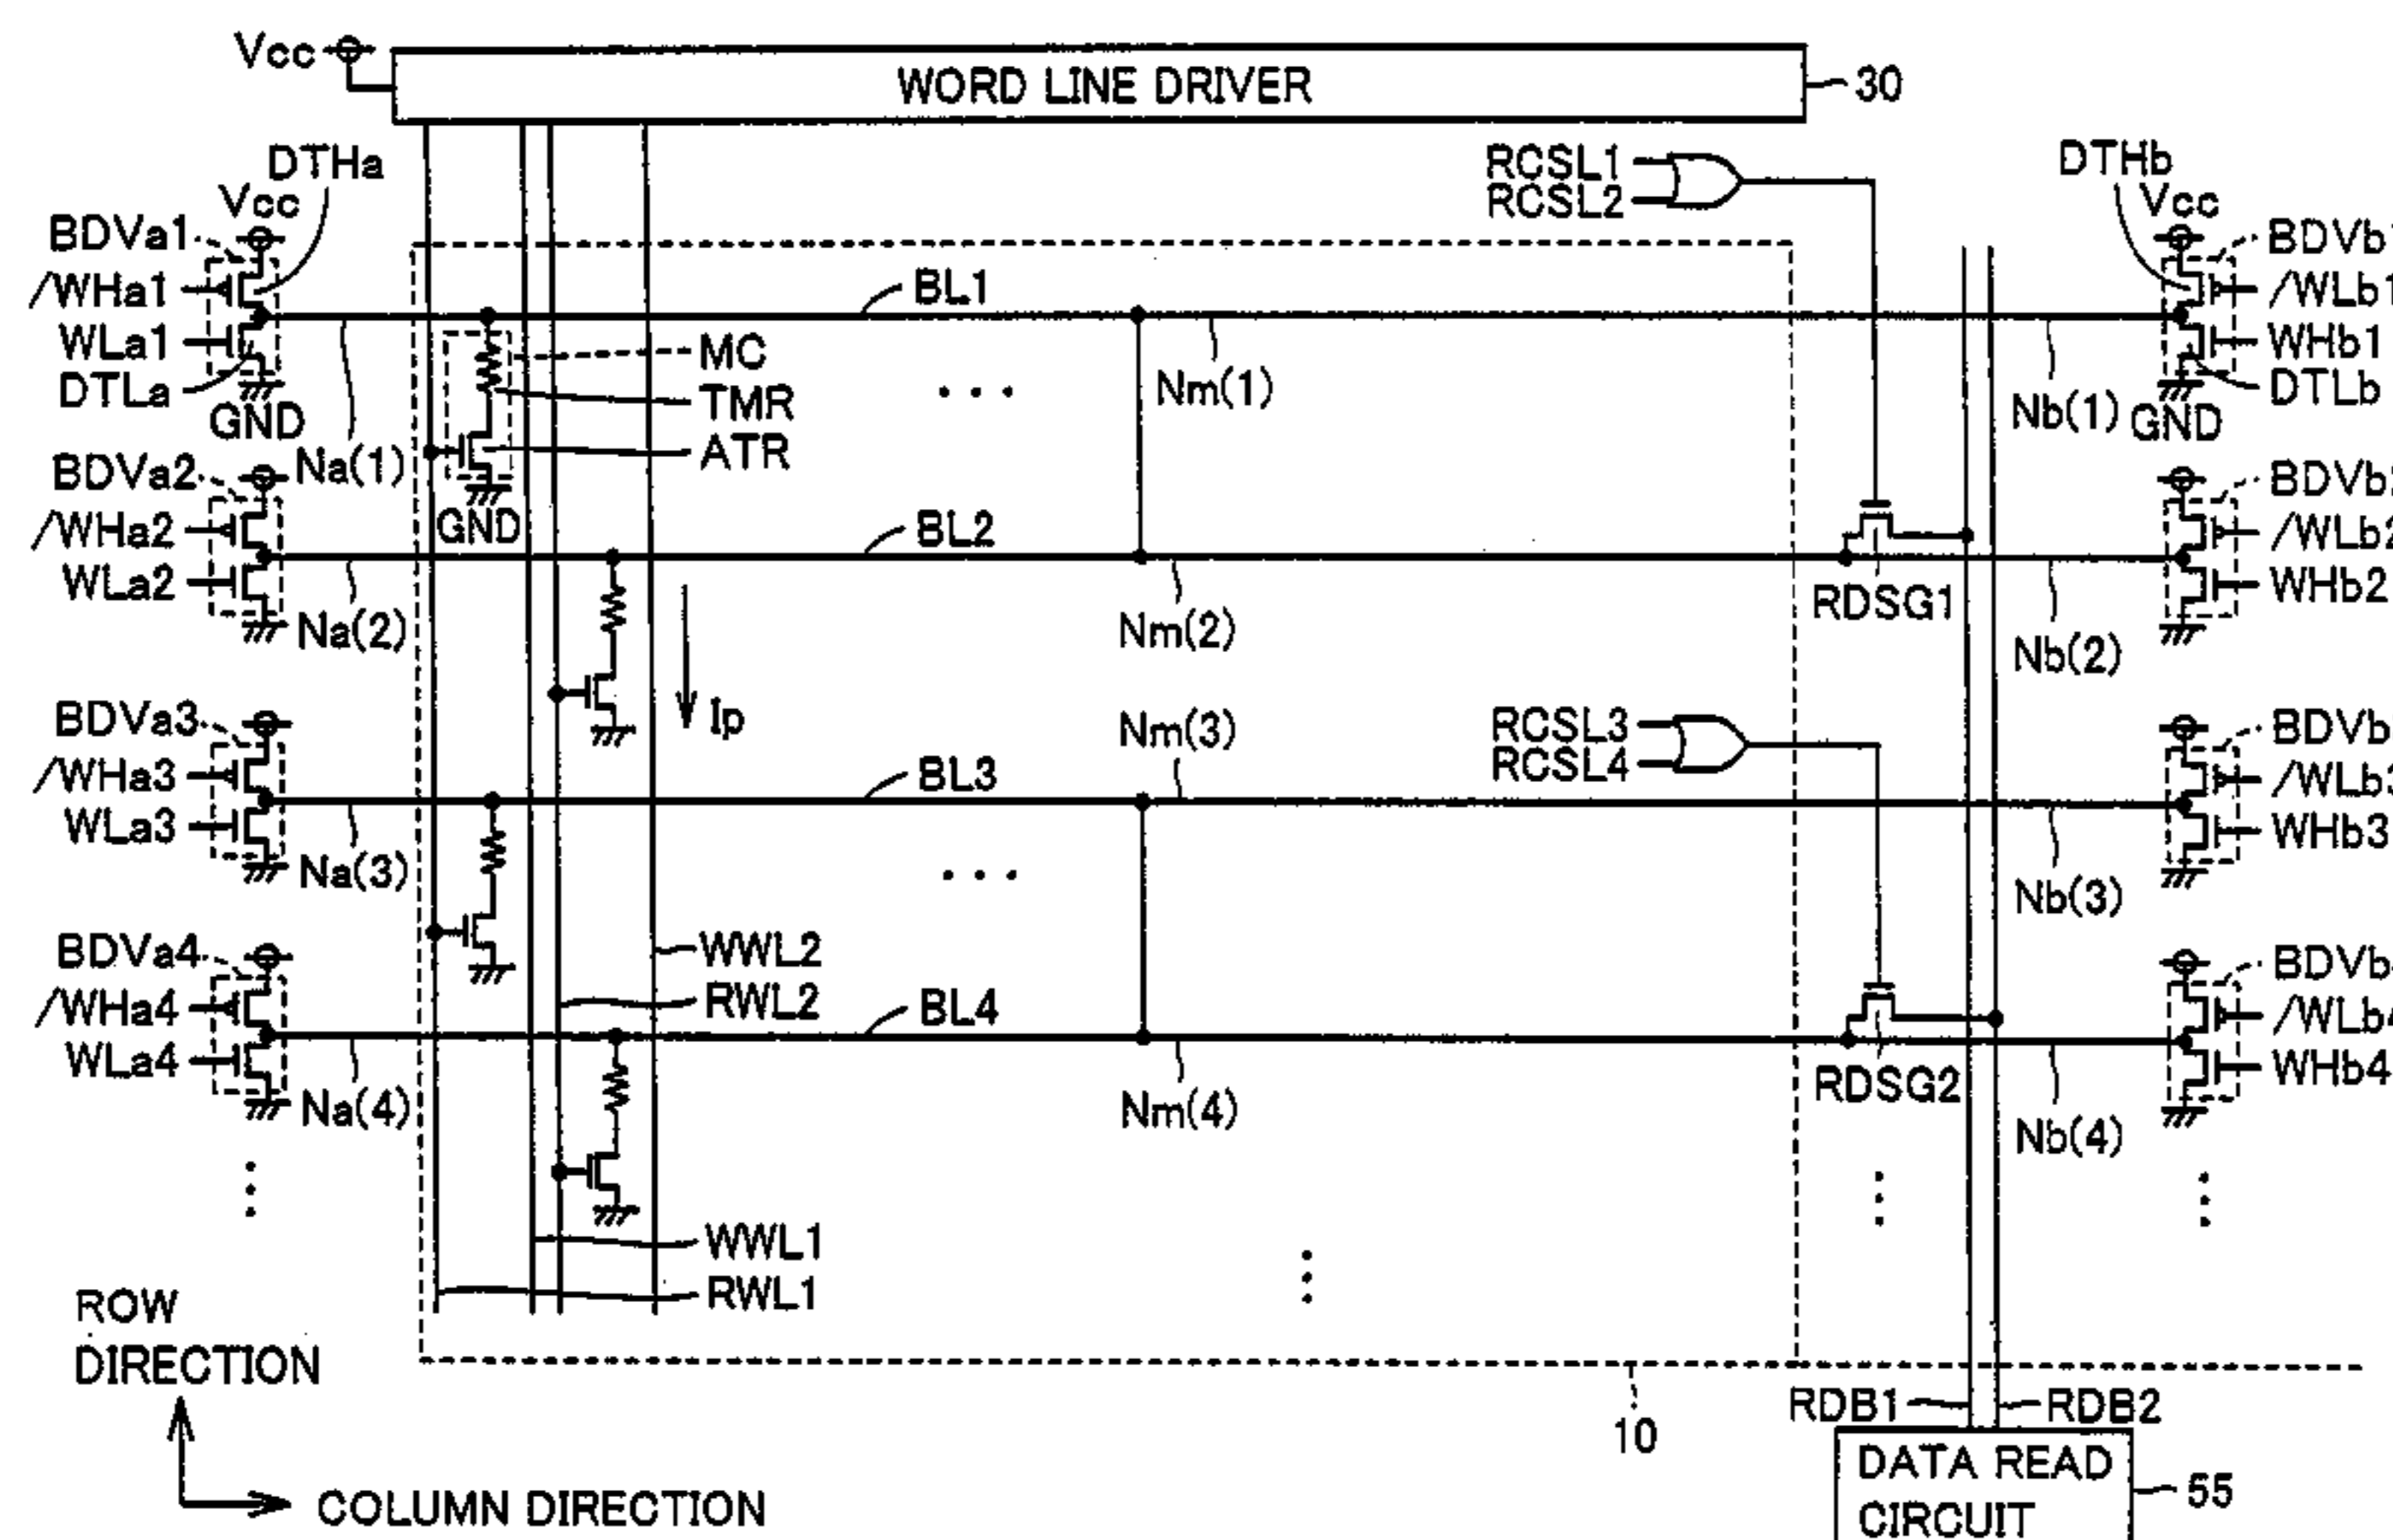 Vcc
WORD LINE DRIVER
30
DTHa
Vcc
BDVa1
/WHa1
WLa1
DTLa
GND
Na(1)
RCSL1
RCSL2
DTHb
Vcc
BDVb1
/WLb1
WHb1
DTLb
GND
Nb(1)
BL1
MC
TMR
ATR
GND
...
Nm(1)
BDVa2
/WHa2
WLa2
Na(2)
BL2
Nm(2)
RDSG1
BDVb2
/WLb2
WHb2
Nb(2)
Ip
BDVa3
/WHa3
WLa3
Na(3)
BL3
Nm(3)
RCSL3
RCSL4
BDVb
/WLb3
WHb3
Nb(3)
...
BDVa4
/WHa4
WLa4
Na(4)
WWL2
RWL2
BL4
Nm(4)
RDSG2
BDVb
/WLb4
WHb4
Nb(4)
WWL1
RWL1
ROW
DIRECTION
COLUMN DIRECTION
10
RDB1
RDB2
DATA READ
CIRCUIT
55